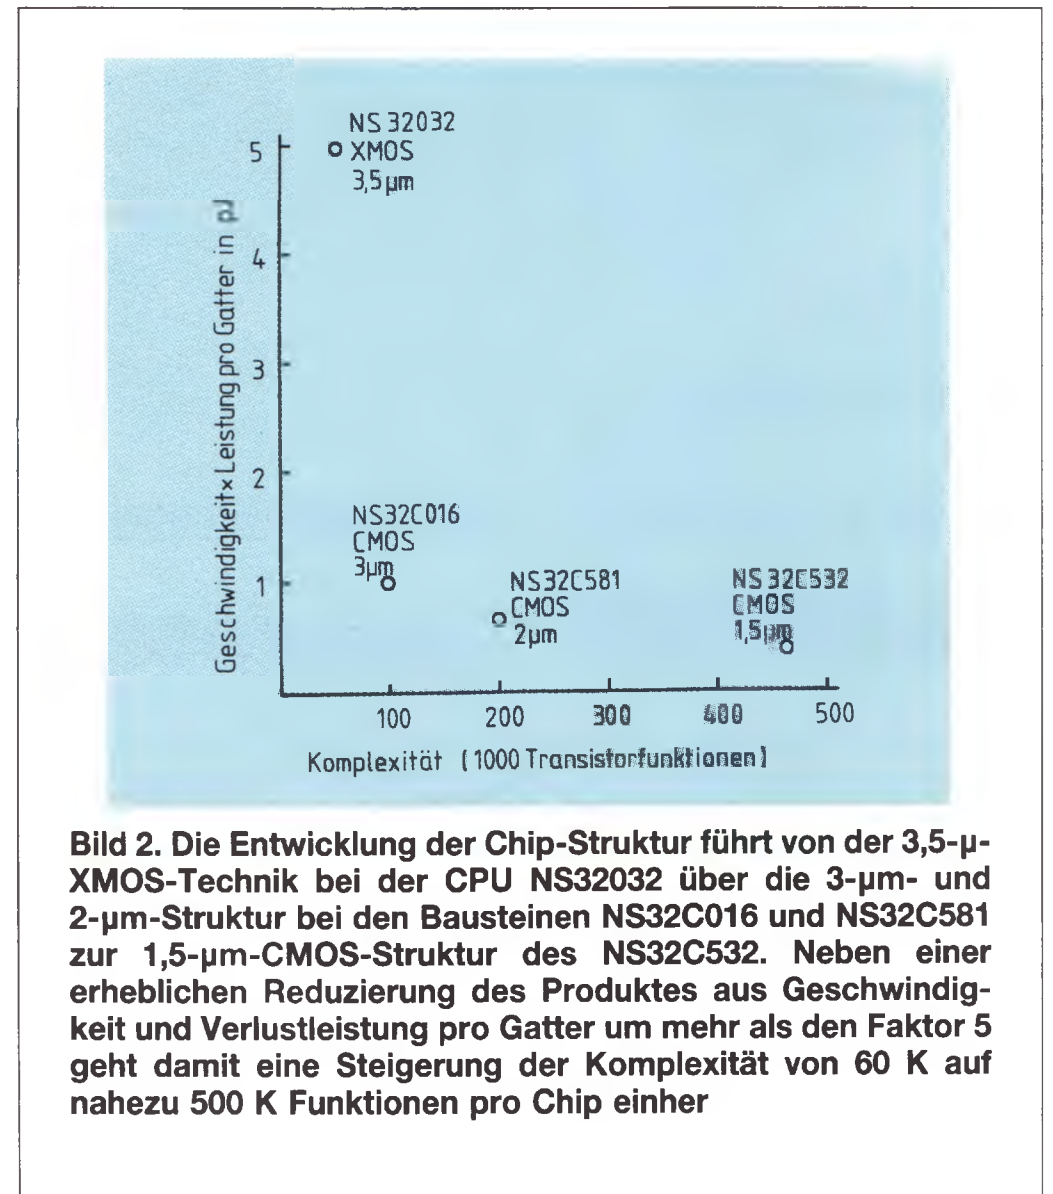 NS 32032
XMOS
3,5 µm
5
4
3
2
1
Geschwindigkeit x Leistung pro Gatter in pJ
NS32C016
CMOS
3µm
NS32C581
CMOS
2µm
NS 32C532
CMOS
1,5µm
100
200
300
400
500
Komplexität (1000 Transistorfunktionen)
Bild 2. Die Entwicklung der Chip-Struktur führt von der 3,5-µ-
XMOS-Technik bei der CPU NS32032 über die 3-µm- und
2-µm-Struktur bei den Bausteinen NS32C016 und NS32C581
zur 1,5-µm-CMOS-Struktur des NS32C532. Neben einer
erheblichen Reduzierung des Produktes aus Geschwindig-
keit und Verlustleistung pro Gatter um mehr als den Faktor 5
geht damit eine Steigerung der Komplexität von 60 K auf
nahezu 500 K Funktionen pro Chip einher